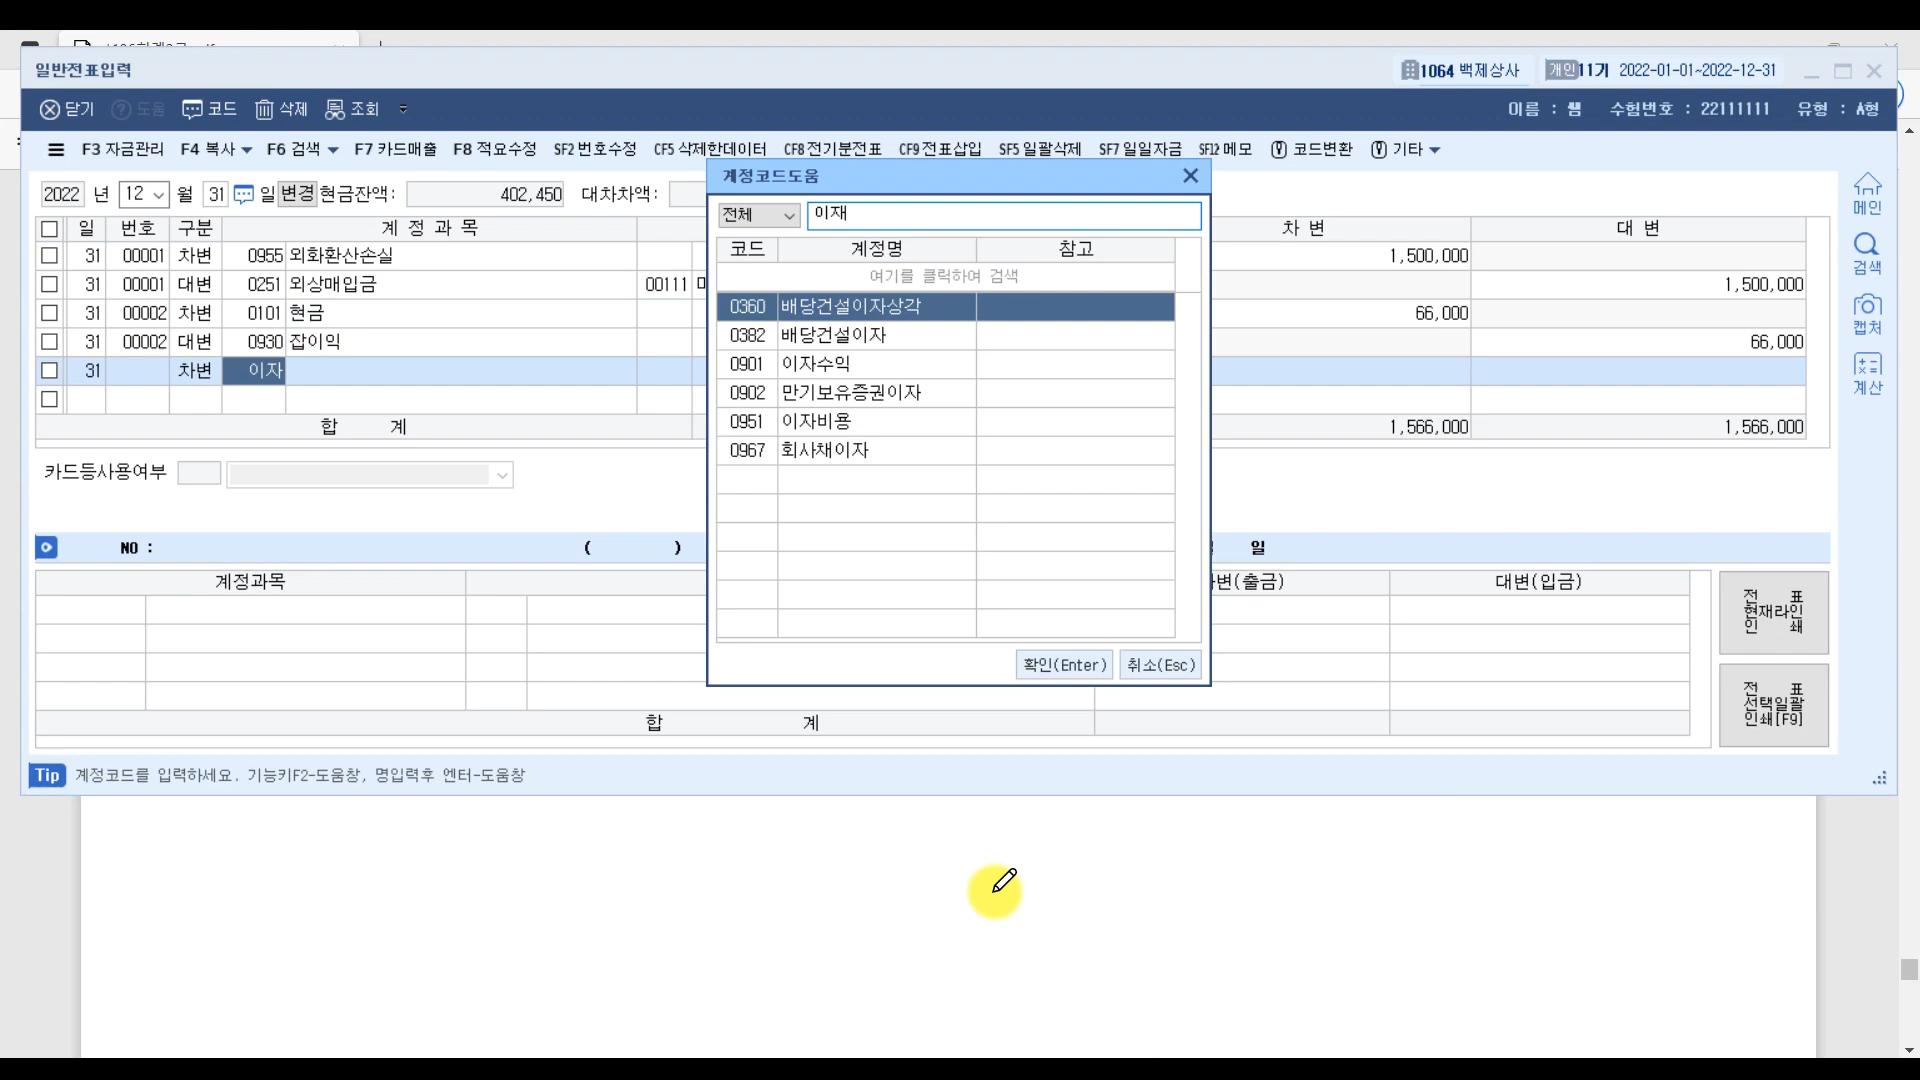 일반전표입력
1064 백제상사 개인 11기 2022-01-01~2022-12-31
닫기 도움 코드 삭제 조회
이름 : 쌤 수험번호 : 22111111 유형 : A형
F3 자금관리 F4 복사 F6 검색 F7 카드매출 F8 적요수정 SF2 번호수정 CF5 삭제한데이터 CF8 전기분전표 CF9 전표삽입 SF5 일괄삭제 SF7 일일자금 SF12 메모 코드변환 기타
2022 년 12 월 31 일 변경 현금잔액: 402,450 대차차액:
일 번호 구분 계 정 과 목 차 변 대 변
31 00001 차변 0955 외화환산손실 1,500,000
31 00001 대변 0251 외상매입금 00111 1,500,000
31 00002 차변 0101 현금 66,000
31 00002 대변 0930 잡이익 66,000
31 차변 이자
합 계 1,566,000 1,566,000
카드등사용여부
계정코드도움
전체 이재
코드 계정명 참고
여기를 클릭하여 검색
0360 배당건설이자상각
0382 배당건설이자
0901 이자수익
0902 만기보유증권이자
0951 이자비용
0967 회사채이자
확인(Enter) 취소(Esc)
NO : ( ) 일
계정과목 변(출금) 대변(입금)
합 계
전 표
현재라인
인 쇄
전 표
선택일괄
인쇄[F9]
메인
검색
캡처
계산
Tip 계정코드를 입력하세요. 기능키F2-도움창, 명입력후 엔터-도움창